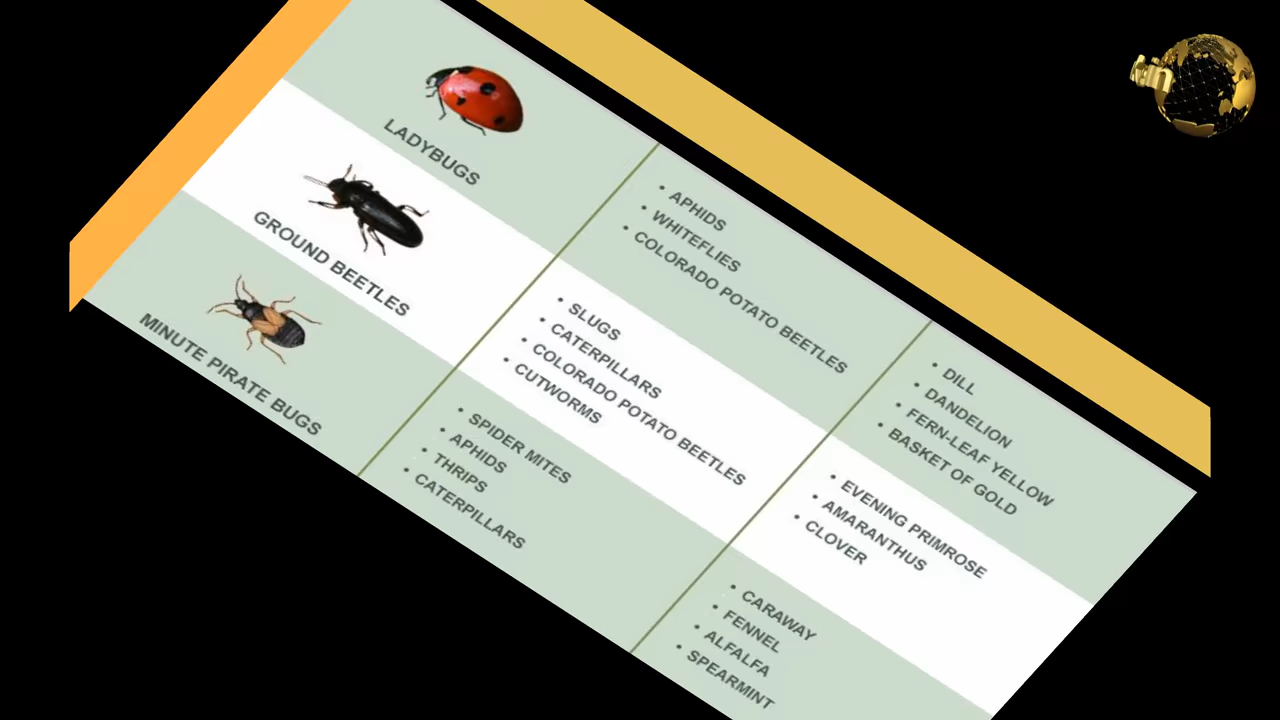 LADYBUGS
• APHIDS
• WHITEFLIES
• COLORADO POTATO BEETLES
• DILL
• DANDELION
• FERN-LEAF YELLOW
• BASKET OF GOLD
GROUND BEETLES
• SLUGS
• CATERPILLARS
• COLORADO POTATO BEETLES
• CUTWORMS
• EVENING PRIMROSE
• AMARANTHUS
• CLOVER
MINUTE PIRATE BUGS
• SPIDER MITES
• APHIDS
• THRIPS
• CATERPILLARS
• CARAWAY
• FENNEL
• ALFALFA
• SPEARMINT